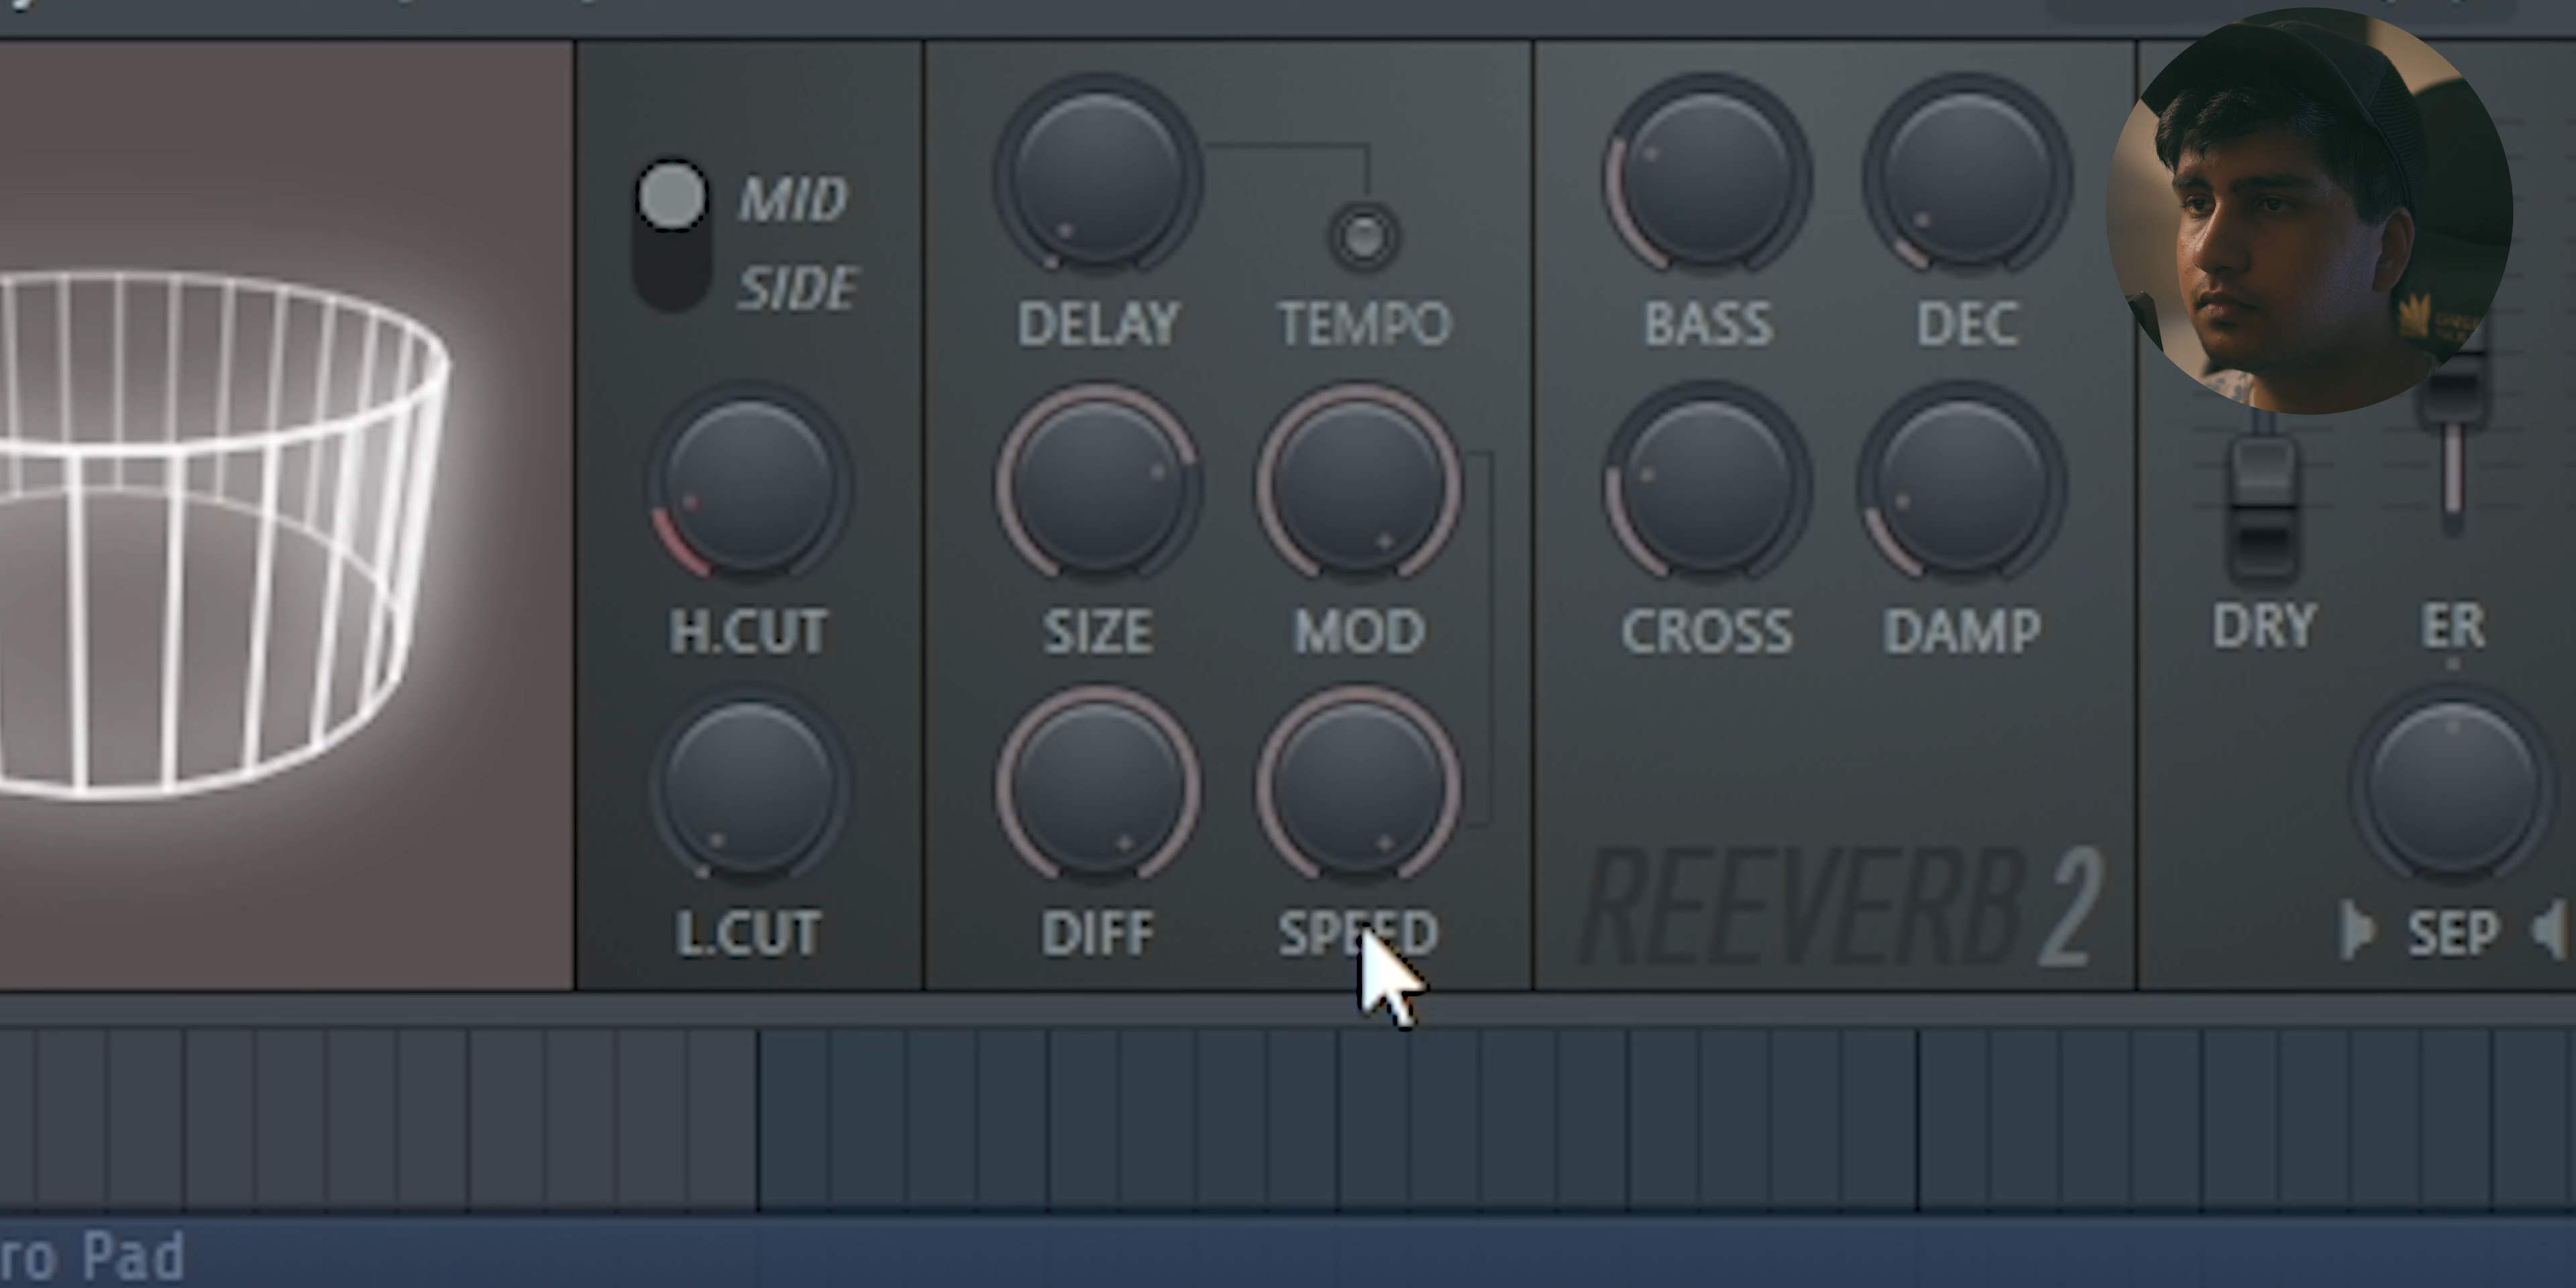 MID
SIDE
DELAY
TEMPO
BASS
DEC
H.CUT
SIZE
MOD
CROSS
DAMP
DRY
ER
L.CUT
DIFF
SPEED
REEVERB 2
SEP
ro Pad